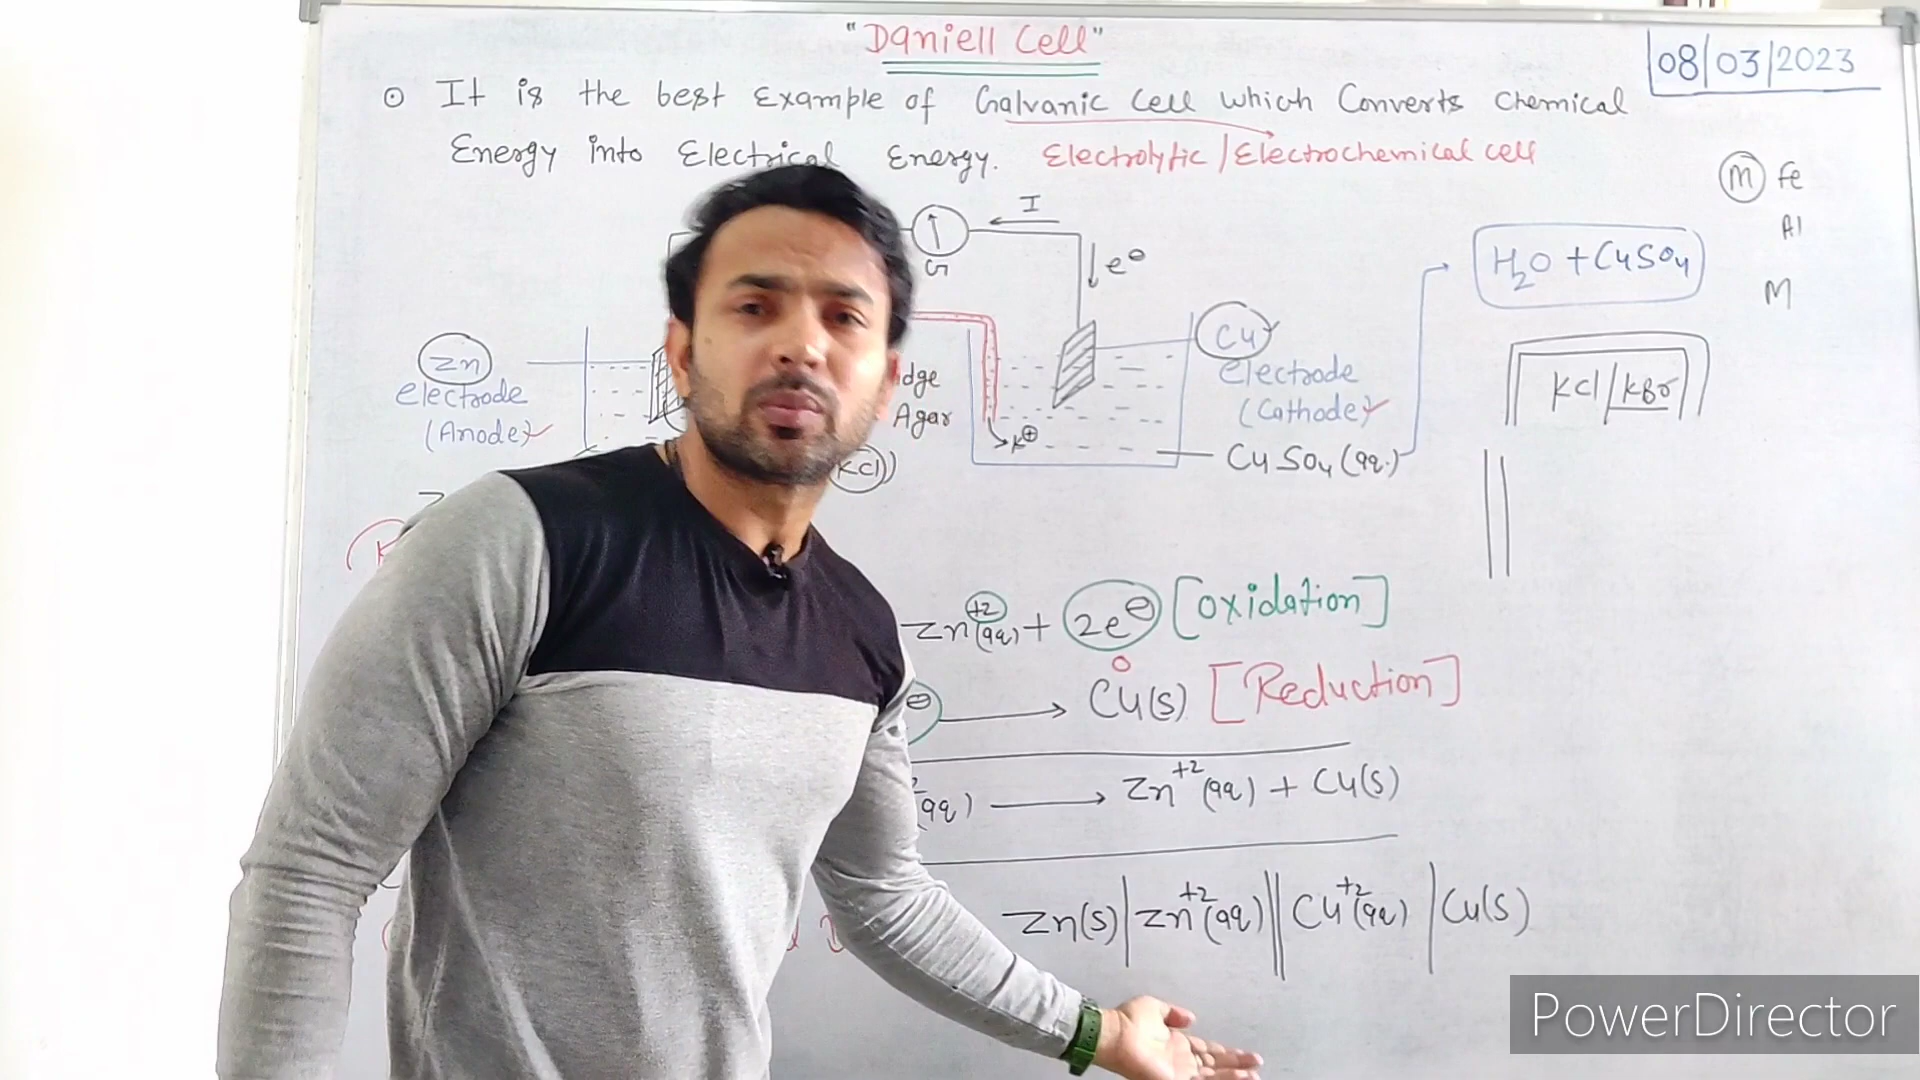 "Daniell Cell"
08/03/2023
⊙ It is the best Example of Galvanic Cell which Converts Chemical
Energy into Electrical Energy. Electrolytic / Electrochemical cell
M Fe
Al
M
I
G
e⊖
H2O + CuSO4
Zn
Electrode
(Anode)
Cu
Electrode
(Cathode)
CuSO4 (aq.)
Agar
KCl)
K⊕
KCl/KBr
Zn+2(aq) + 2e⊖ [Oxidation]
⊖ → Cu(s) [Reduction]
0
(aq) → Zn+2(aq) + Cu(s)
Zn(s)|Zn+2(aq)||Cu+2(aq)|Cu(s)
PowerDirector